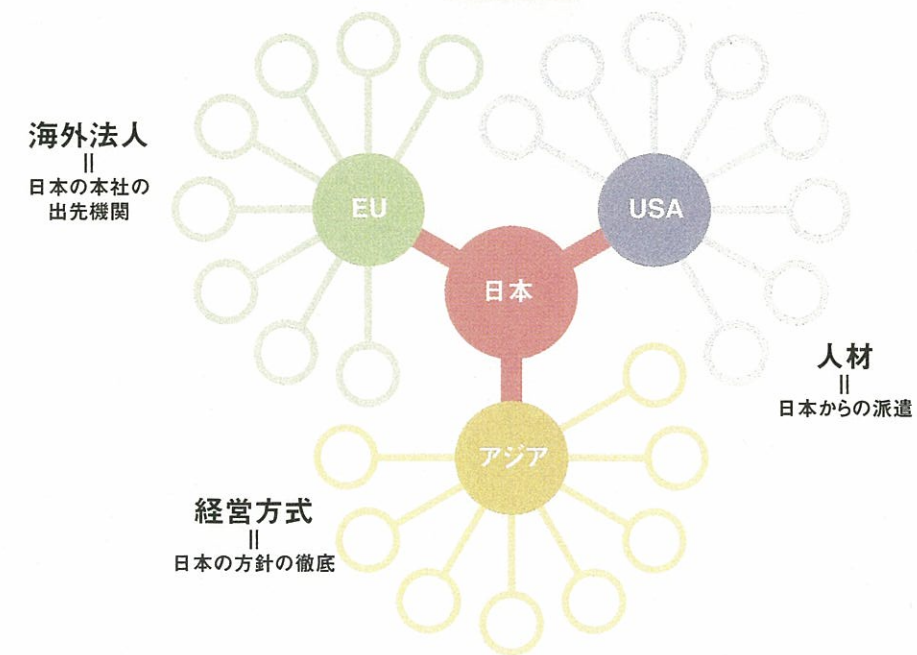 海外法人
||
日本の本社の
出先機関
EU
USA
日本
人材
||
日本からの派遣
アジア
経営方式
||
日本の方針の徹底